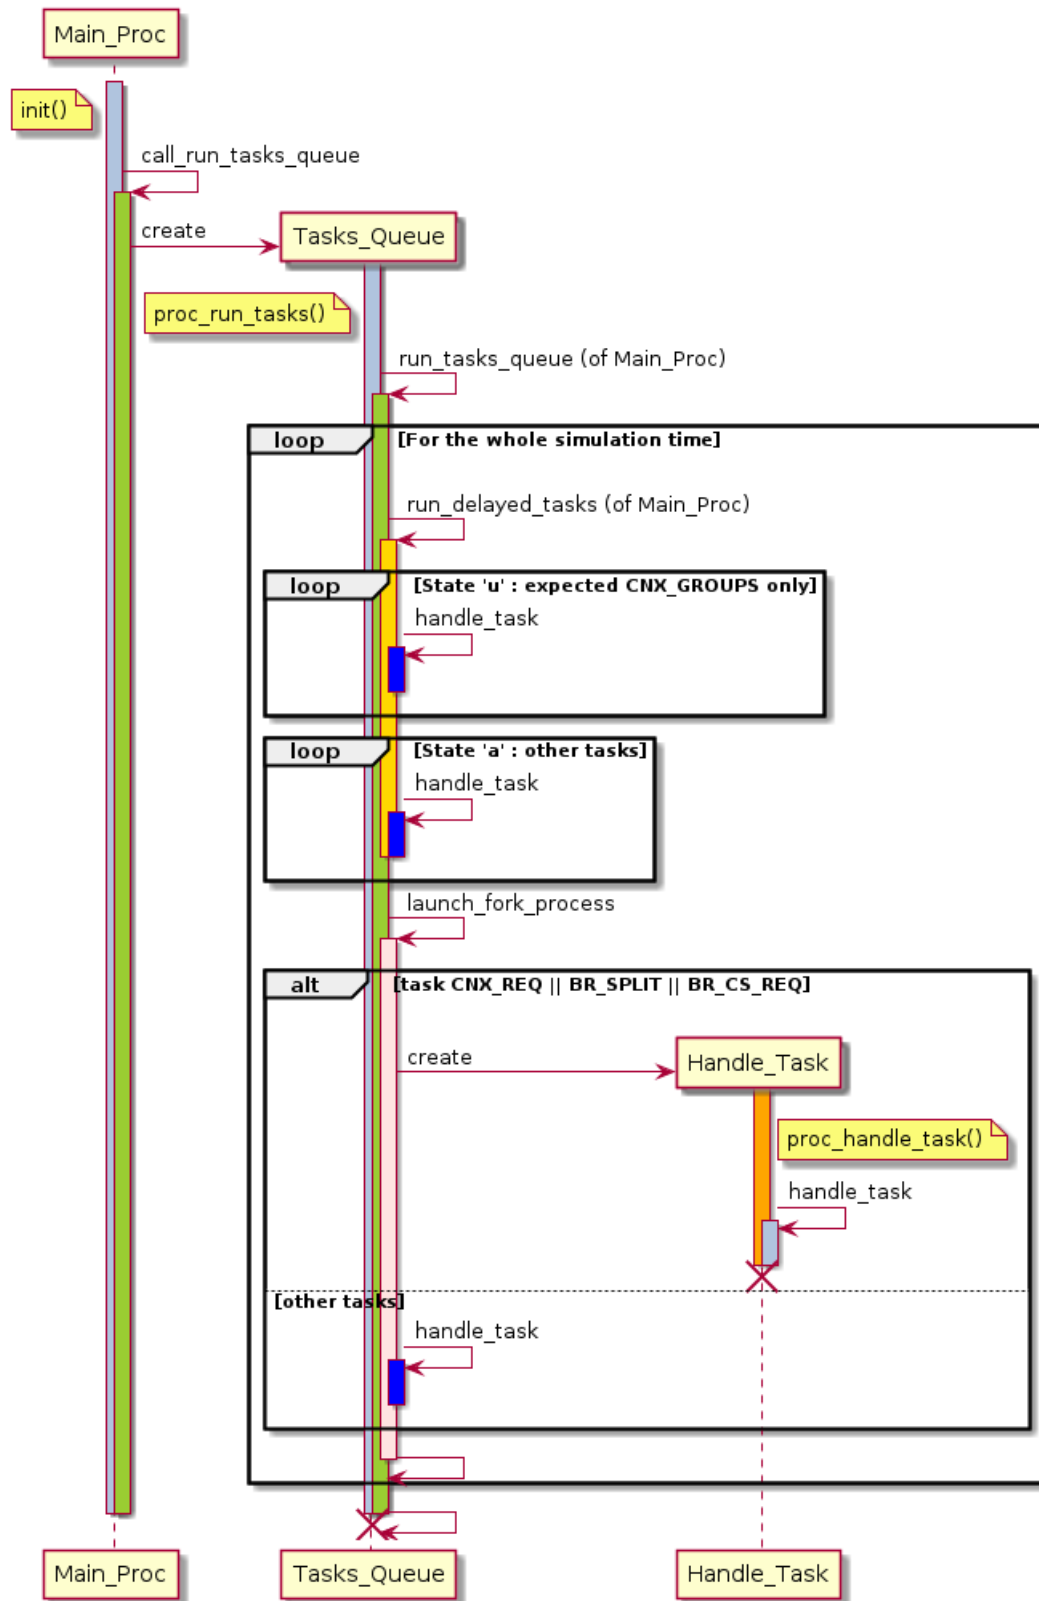 Main_Proc
init()
call_run_tasks_queue
create
Tasks_Queue
proc_run_tasks()
run_tasks_queue (of Main_Proc)
loop
[For the whole simulation time]
run_delayed_tasks (of Main_Proc)
loop
[State 'u' : expected CNX_GROUPS only]
handle_task
loop
[State 'a' : other tasks]
handle_task
launch_fork_process
alt
[task CNX_REQ || BR_SPLIT || BR_CS_REQ]
create
Handle_Task
proc_handle_task()
handle_task
[other tasks]
handle_task
Main_Proc
Tasks_Queue
Handle_Task